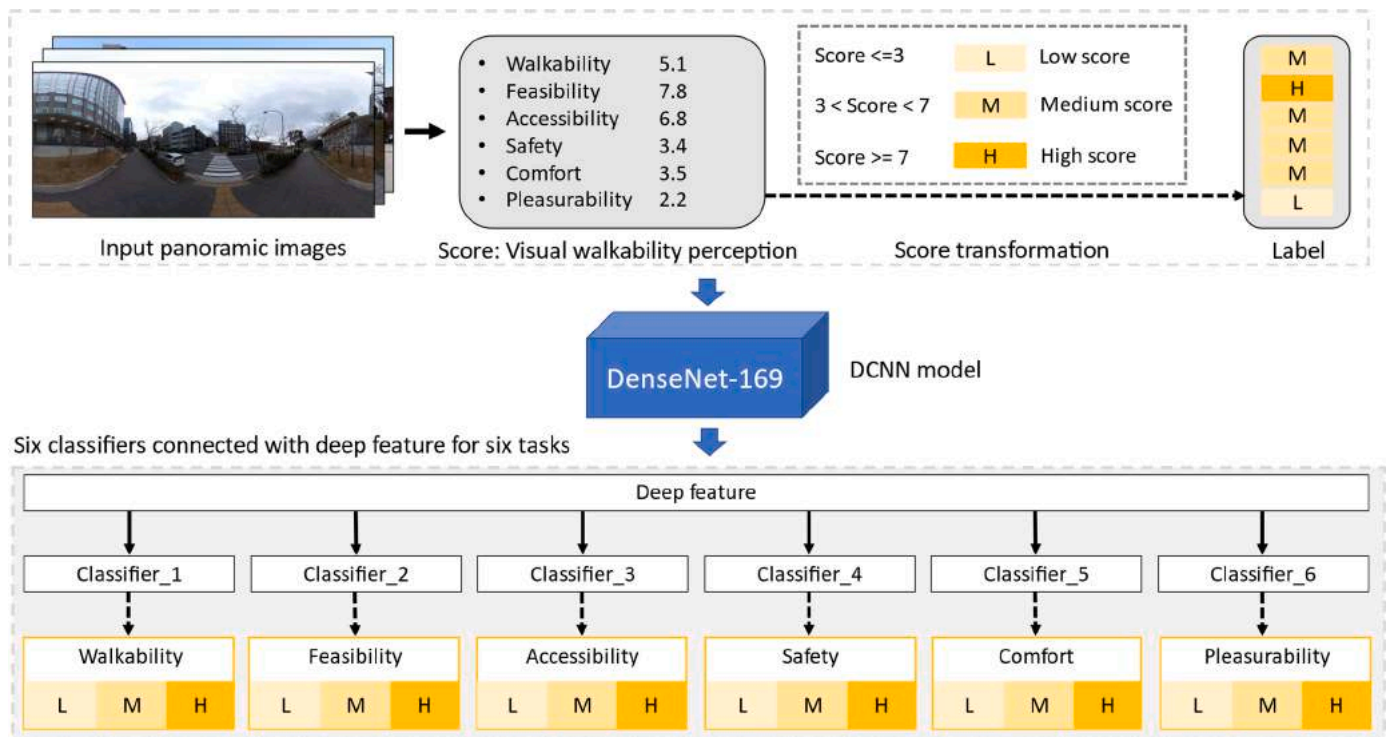 Walkability 5.1
Feasibility 7.8
Accessibility 6.8
Safety 3.4
Comfort 3.5
Pleasurability 2.2
Score <=3 L Low score
3 < Score < 7 M Medium score
Score >= 7 H High score
M
H
M
M
M
L
Input panoramic images
Score: Visual walkability perception
Score transformation
Label
DenseNet-169
DCNN model
Six classifiers connected with deep feature for six tasks
Deep feature
Classifier_1 Classifier_2 Classifier_3 Classifier_4 Classifier_5 Classifier_6
Walkability Feasibility Accessibility Safety Comfort Pleasurability
L M H L M H L M H L M H L M H L M H